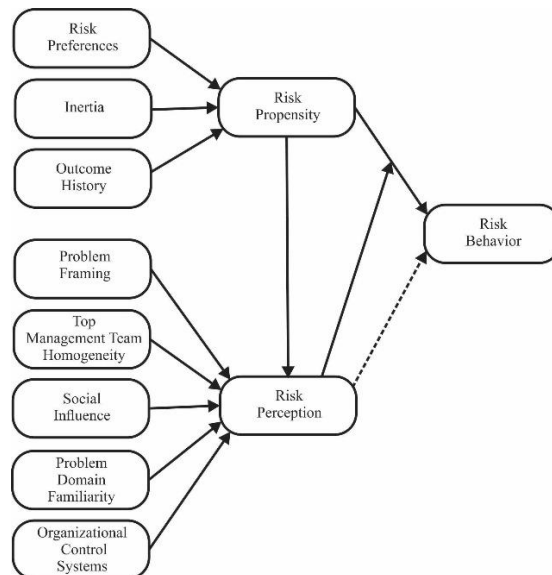 Risk
Preferences
Inertia
Outcome
History
Risk
Propensity
Risk
Behavior
Problem
Framing
Top
Management Team
Homogeneity
Social
Influence
Problem
Domain
Familiarity
Organizational
Control
Systems
Risk
Perception